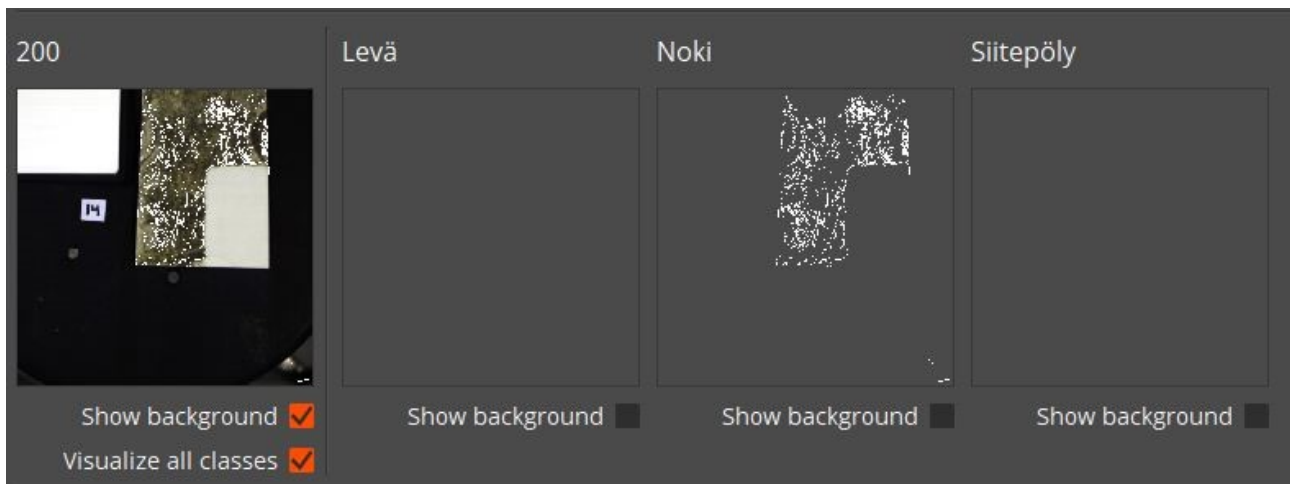 200
Levä
Noki
Siitepöly
14
Show background
Show background
Show background
Show background
Visualize all classes